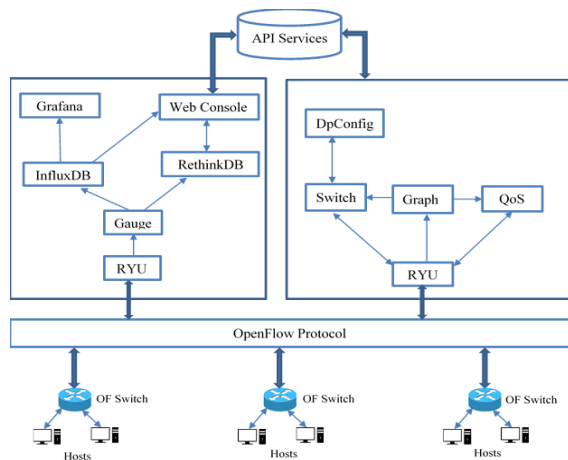 API Services
Grafana
Web Console
DpConfig
InfluxDB
RethinkDB
Switch
Graph
QoS
Gauge
RYU
RYU
OpenFlow Protocol
OF Switch
OF Switch
OF Switch
Hosts
Hosts
Hosts